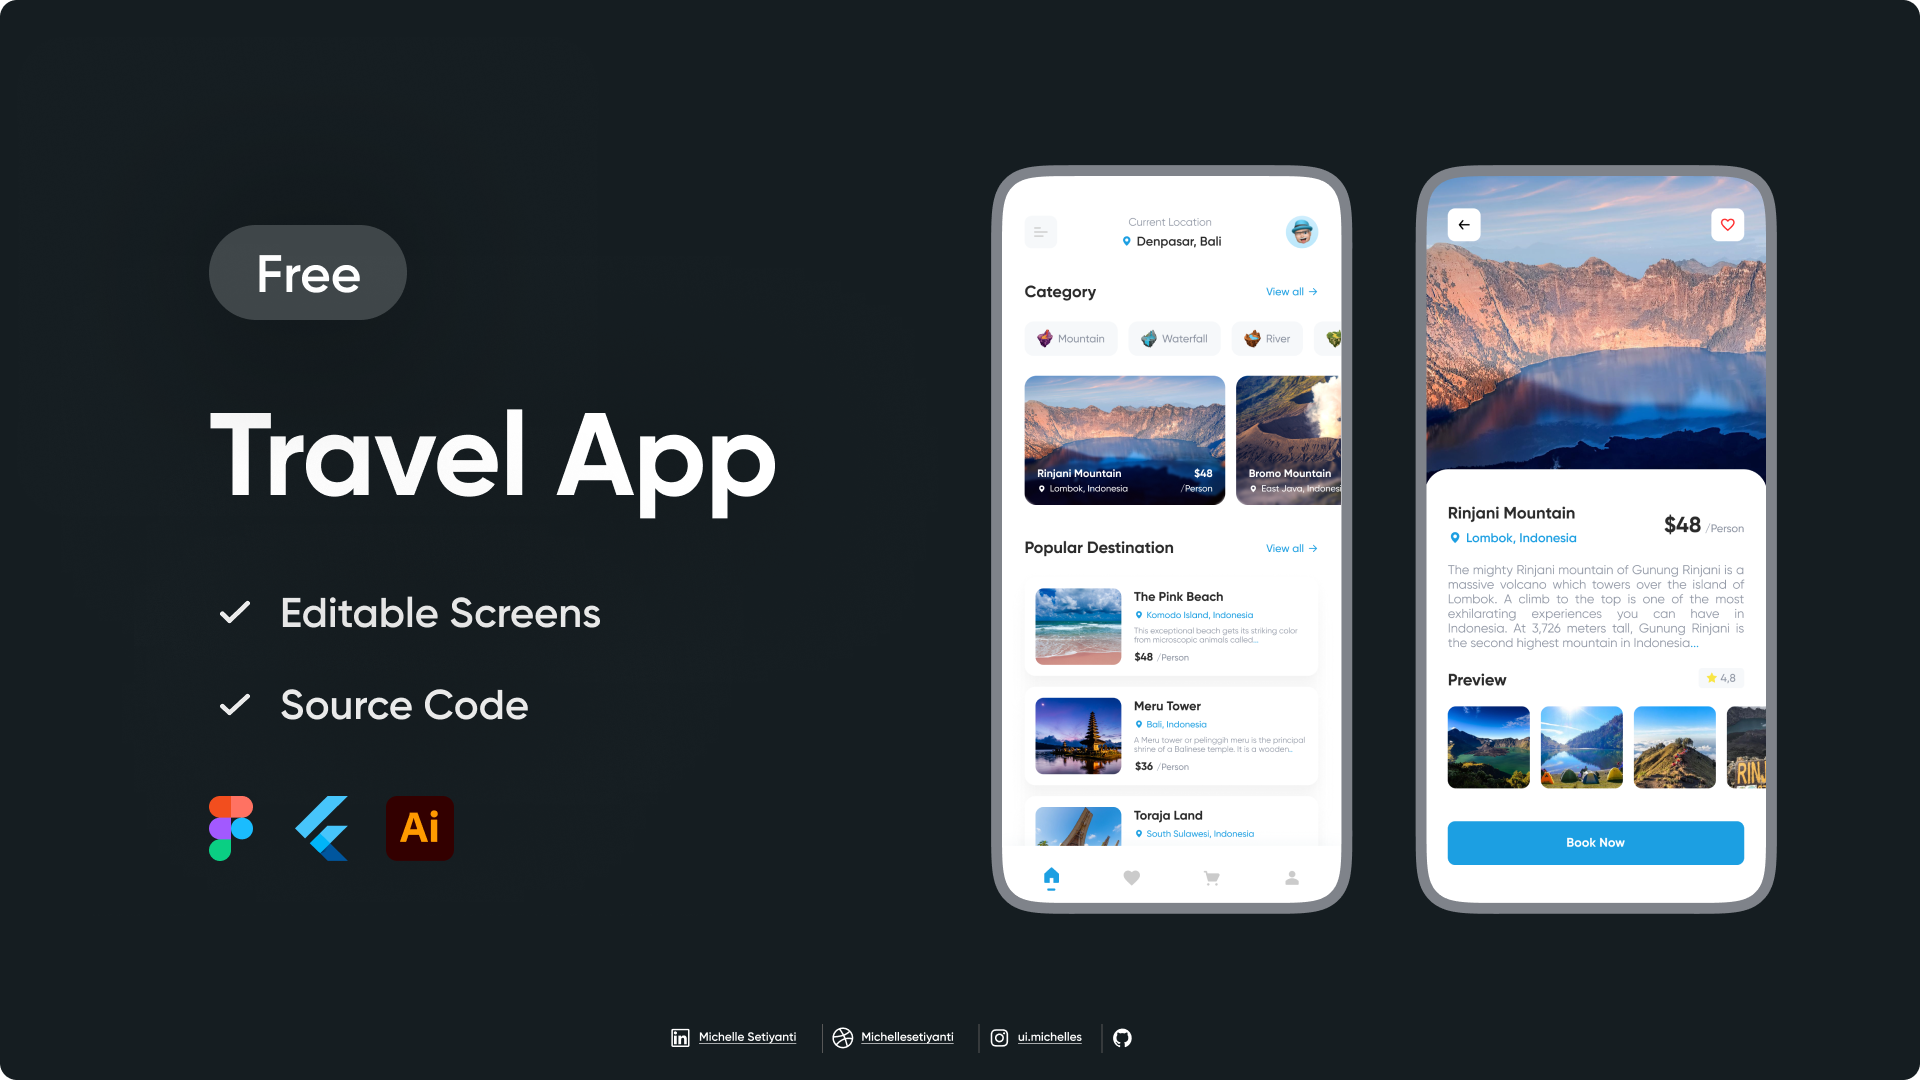 Free
Travel App
Editable Screens
Source Code
Ai
Current Location
Denpasar, Bali
Category
View all →
Mountain
Waterfall
River
Rinjani Mountain
$48
Lombok, Indonesia
/Person
Bromo Mountain
East Java, Indonesi
Popular Destination
View all →
The Pink Beach
Komodo Island, Indonesia
This exceptional beach gets its striking color
from microscopic animals called...
$48 /Person
Meru Tower
Bali, Indonesia
A Meru tower or pelinggih meru is the principal
shrine of a Balinese temple. It is a wooden..
$36 /Person
Toraja Land
South Sulawesi, Indonesia
Rinjani Mountain
$48 /Person
Lombok, Indonesia
The mighty Rinjani mountain of Gunung Rinjani is a
massive volcano which towers over the island of
Lombok. A climb to the top is one of the most
exhilarating experiences you can have in
Indonesia. At 3,726 meters tall, Gunung Rinjani is
the second highest mountain in Indonesia...
Preview
4,8
RINJ
Book Now
in
Michelle Setiyanti
Michellesetiyanti
ui.michelles